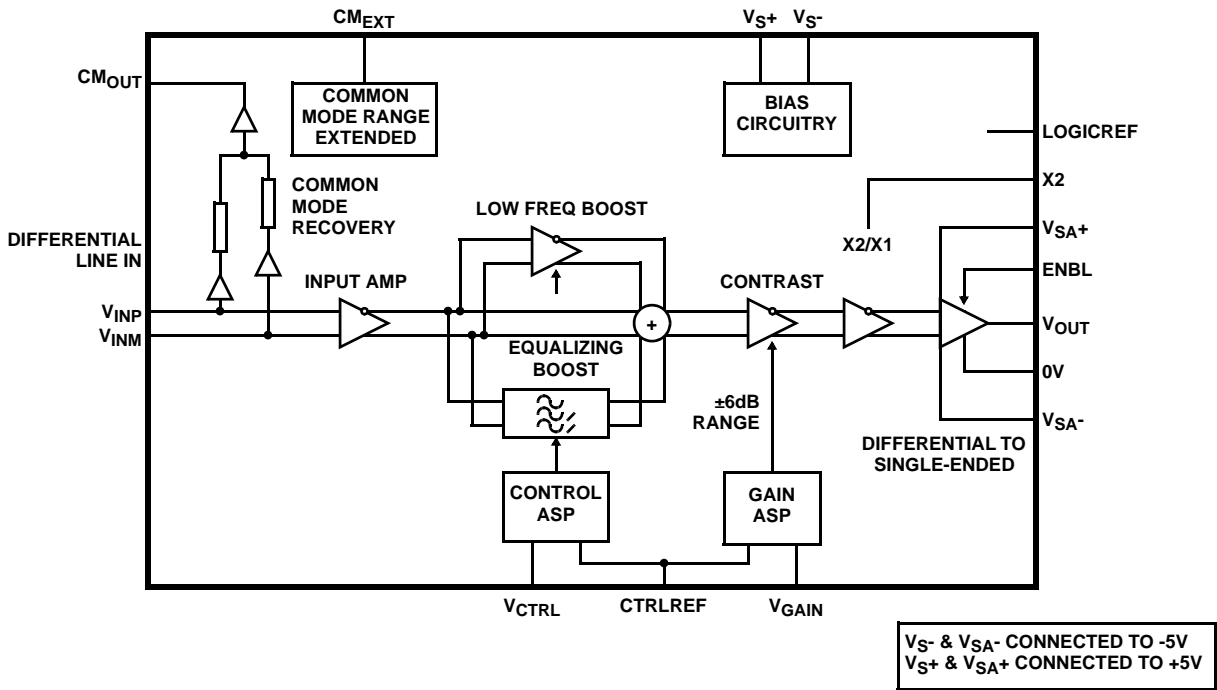 CMEXT
VS+ VS-
CMOUT
COMMON
MODE RANGE
EXTENDED
BIAS
CIRCUITRY
LOGICREF
X2
COMMON
MODE
RECOVERY
LOW FREQ BOOST
X2/X1
VSA+
DIFFERENTIAL
LINE IN
ENBL
INPUT AMP
CONTRAST
VINP
VINM
+
VOUT
EQUALIZING
BOOST
0V
±6dB
RANGE
VSA-
DIFFERENTIAL TO
SINGLE-ENDED
CONTROL
ASP
GAIN
ASP
VCTRL
CTRLREF
VGAIN
VS- & VSA- CONNECTED TO -5V
VS+ & VSA+ CONNECTED TO +5V